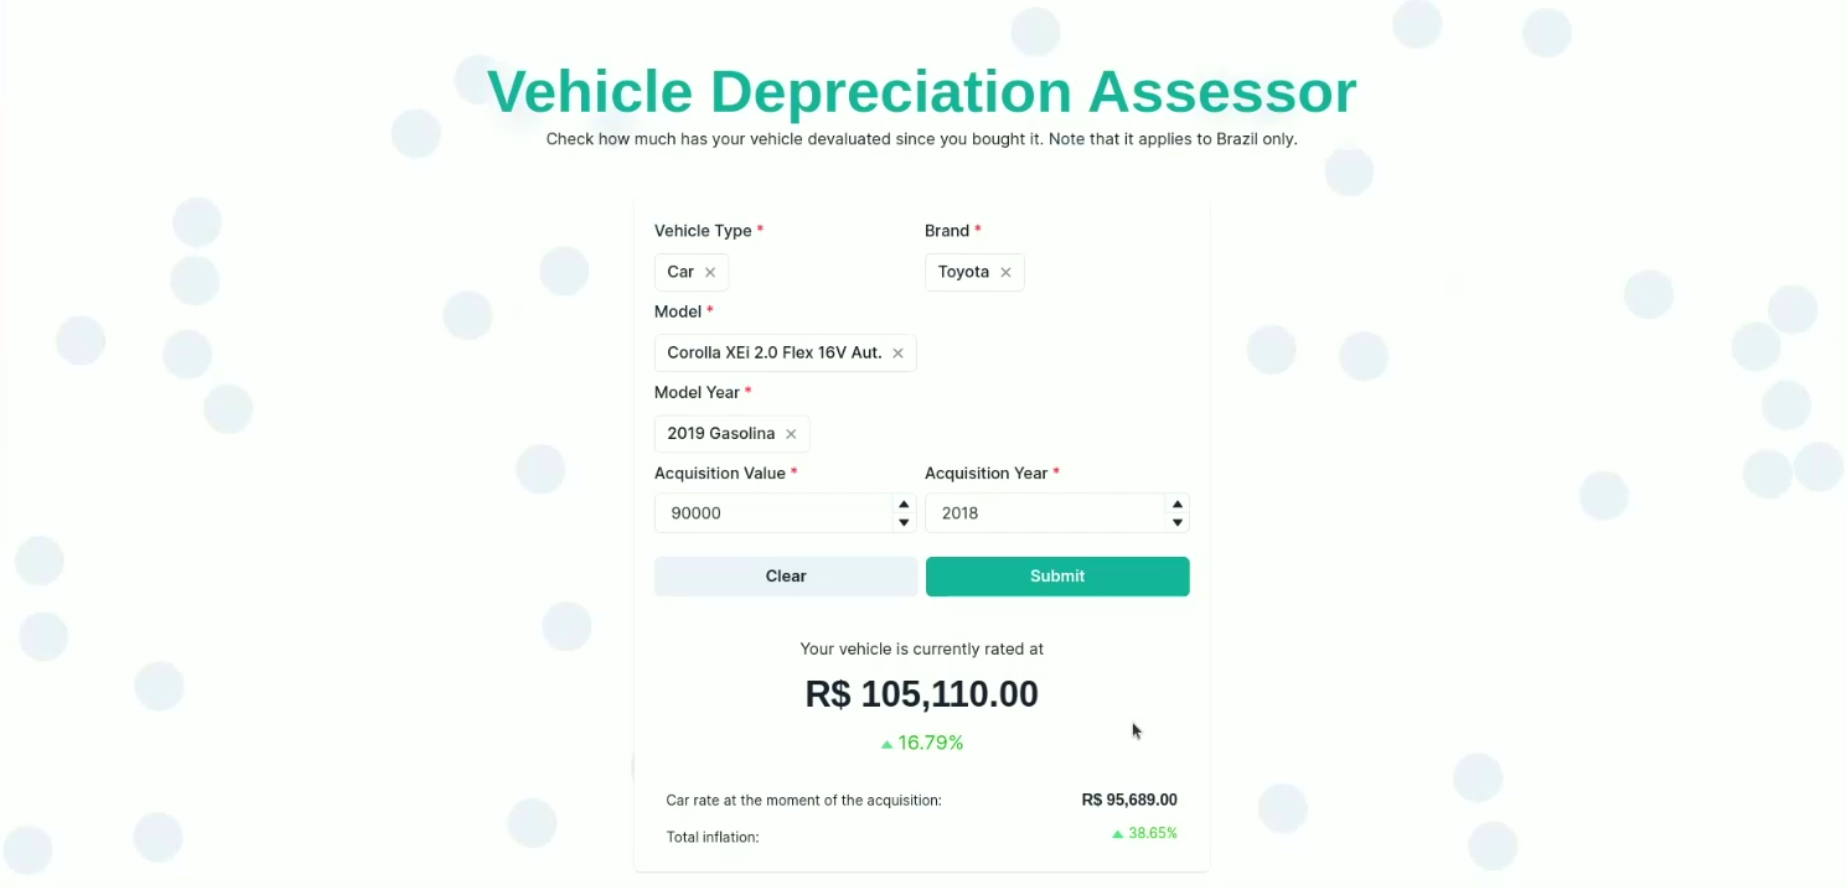 Vehicle Depreciation Assessor
Check how much has your vehicle devaluated since you bought it. Note that it applies to Brazil only.
Vehicle Type * Brand *
Car × Toyota ×
Model *
Corolla XEi 2.0 Flex 16V Aut. ×
Model Year *
2019 Gasolina ×
Acquisition Value * Acquisition Year *
90000 2018
Clear Submit
Your vehicle is currently rated at
R$ 105,110.00
▲ 16.79%
Car rate at the moment of the acquisition: R$ 95,689.00
Total inflation: ▲ 38.65%